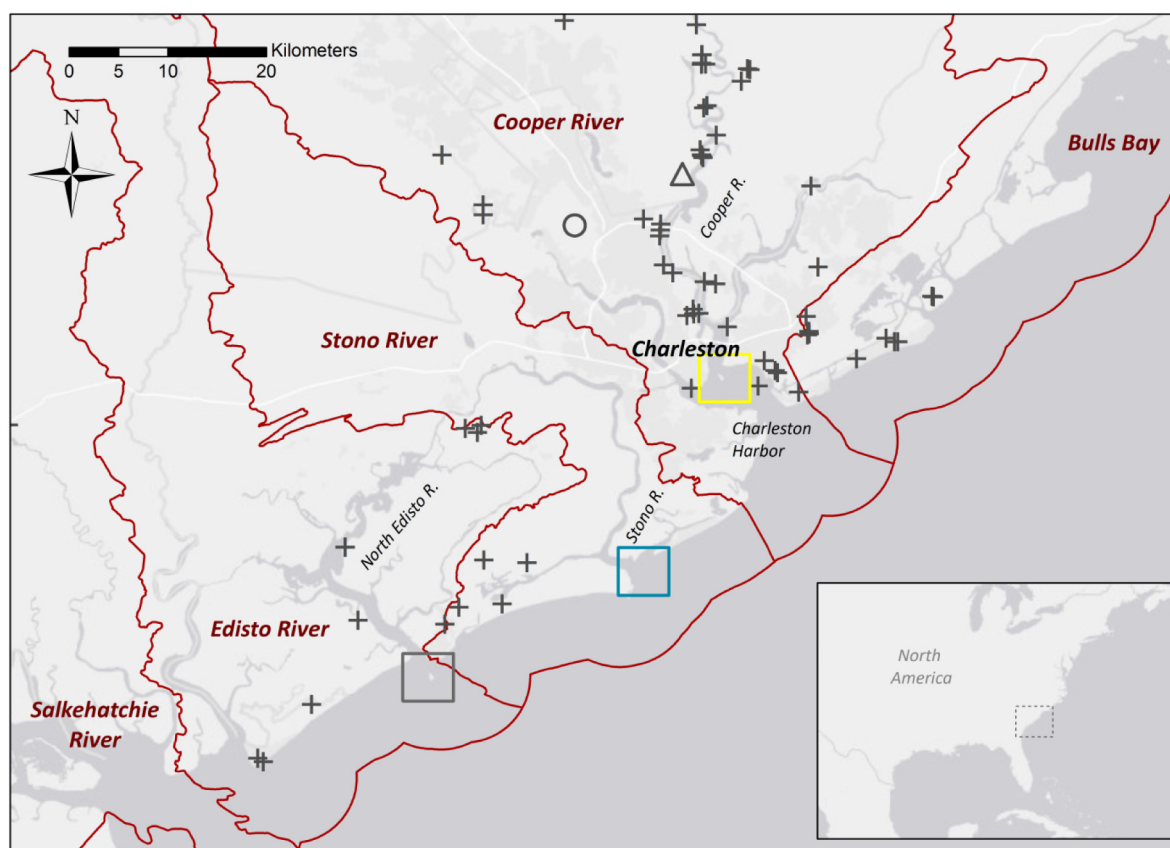 Kilometers
0 5 10 20
N
Cooper River
Bulls Bay
Cooper R.
Stono River
Charleston
Charleston
Harbor
North Edisto R.
Stono R.
Edisto River
North
America
Salkehatchie
River